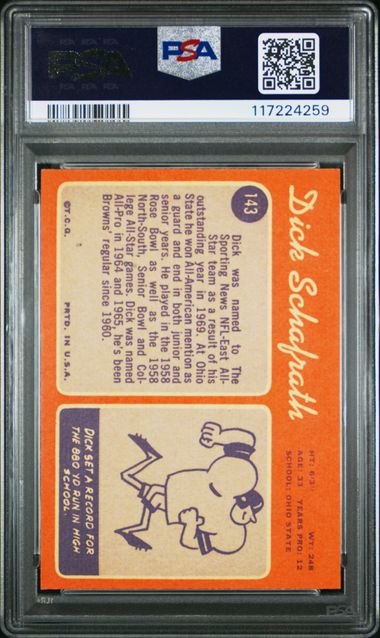 PSA
PSA
117224259
143
Dick Schafrath
HT: 6/3 WT: 248
AGE: 33 YEARS PRO: 12
SCHOOL: OHIO STATE
Dick was named to The
Sporting News NFL-East All-
Star team as a result of his
outstanding year in 1969. At Ohio
State he won All-American mention as
a guard and end in both junior and
senior years. He played in the 1958
Rose Bowl as well as the 1958
North-South, Senior Bowl and Col-
lege All-Star games. Dick was named
All-Pro in 1964 and 1965, he's been
Browns' regular since 1960.
©T.C.G. PRTD. IN U.S.A.
DICK SET A RECORD FOR
THE 880 YD RUN IN HIGH
SCHOOL.